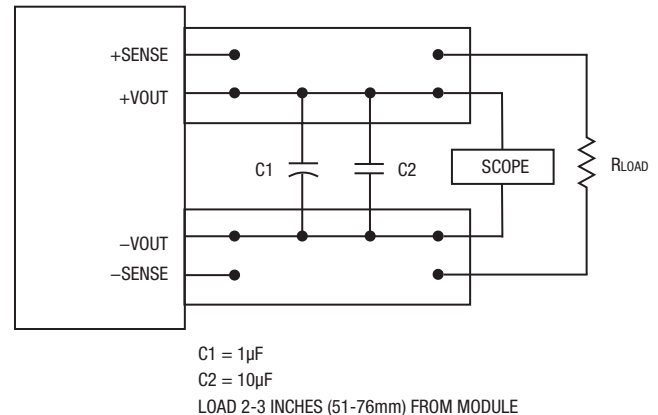 +SENSE
+VOUT
C1
C2
SCOPE
RLOAD
−VOUT
−SENSE
C1 = 1µF
C2 = 10µF
LOAD 2-3 INCHES (51-76mm) FROM MODULE